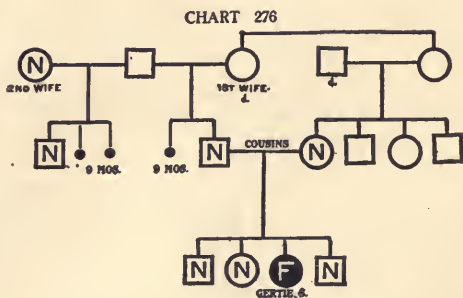 CHART 276
N
2ND WIFE
1ST WIFE-
d.
d.
N
9 MOS.
9 MOS.
N
COUSINS
N
N
N
F
N
GERTIE, 6.